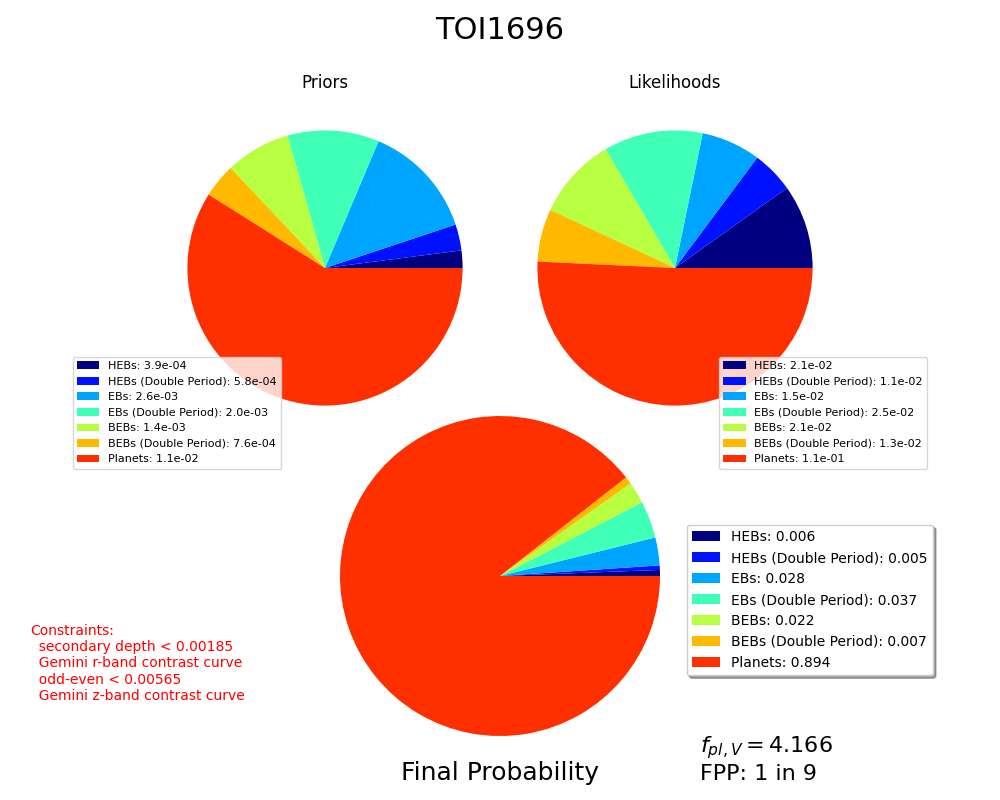 TOI1696
Priors
Likelihoods
HEBs: 3.9e-04
HEBs (Double Period): 5.8e-04
EBs: 2.6e-03
EBs (Double Period): 2.0e-03
BEBs: 1.4e-03
BEBs (Double Period): 7.6e-04
Planets: 1.1e-02
HEBs: 2.1e-02
HEBs (Double Period): 1.1e-02
EBs: 1.5e-02
EBs (Double Period): 2.5e-02
BEBs: 2.1e-02
BEBs (Double Period): 1.3e-02
Planets: 1.1e-01
HEBs: 0.006
HEBs (Double Period): 0.005
EBs: 0.028
EBs (Double Period): 0.037
BEBs: 0.022
BEBs (Double Period): 0.007
Planets: 0.894
Constraints:
secondary depth < 0.00185
Gemini r-band contrast curve
odd-even < 0.00565
Gemini z-band contrast curve
Final Probability
f_{pl, V} = 4.166
FPP: 1 in 9